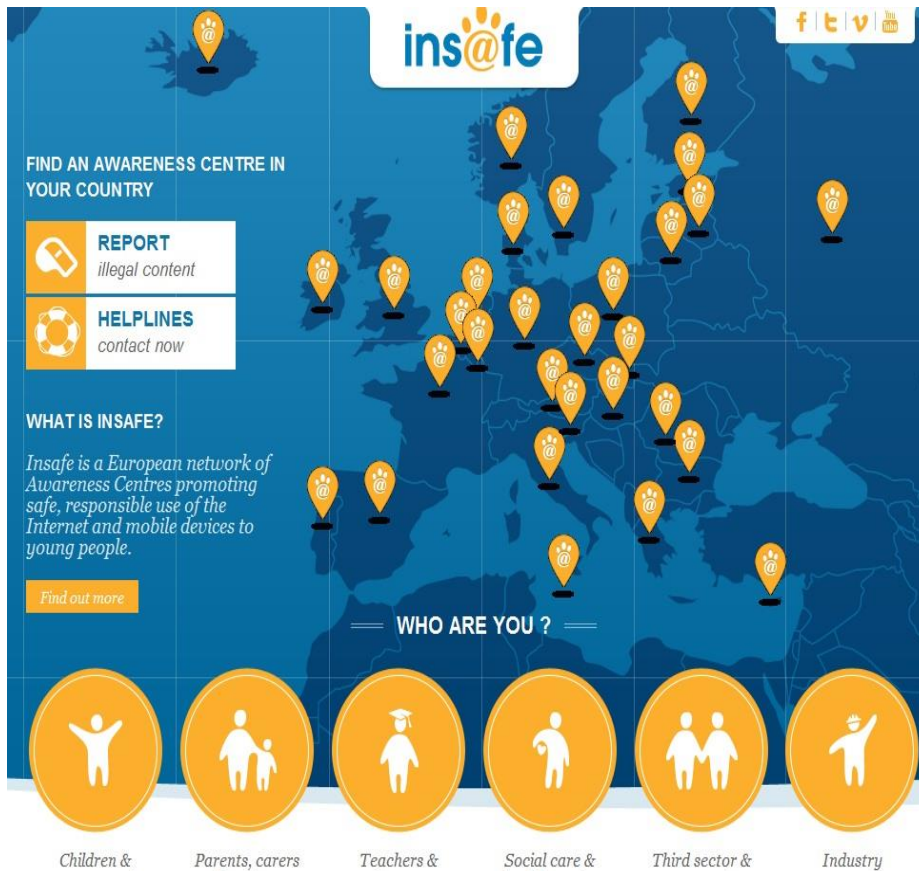 ins@fe
You
Tube
FIND AN AWARENESS CENTRE IN
YOUR COUNTRY
REPORT
illegal content
HELPLINES
contact now
WHAT IS INSAFE?
Insafe is a European network of
Awareness Centres promoting
safe, responsible use of the
Internet and mobile devices to
young people.
Find out more
WHO ARE YOU ?
Children &
Parents, carers
Teachers &
Social care &
Third sector &
Industry